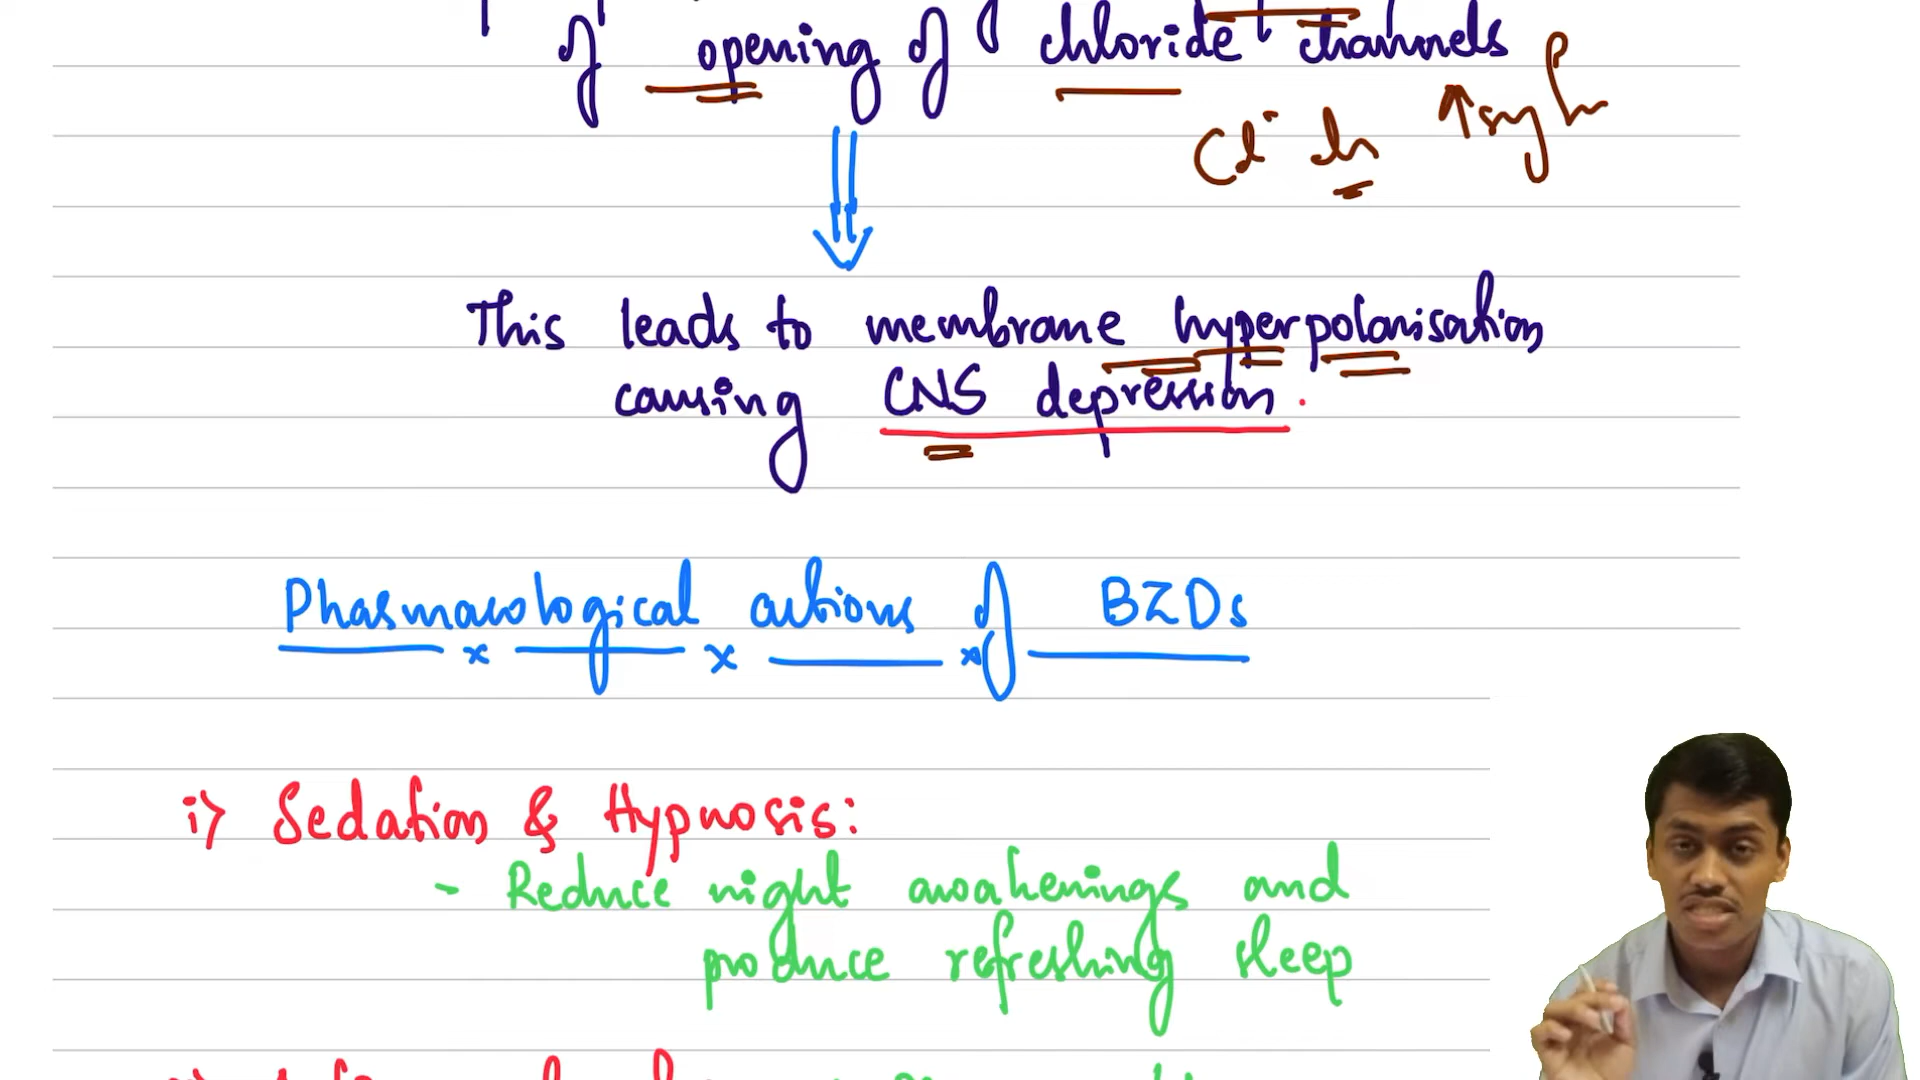 of opening of chloride channels
Cl⁻ In
This leads to membrane hyperpolarisation
causing CNS depression.
Pharmacological actions of BZDs
i) Sedation & Hypnosis:
- Reduce night awakenings and
produce refreshing sleep